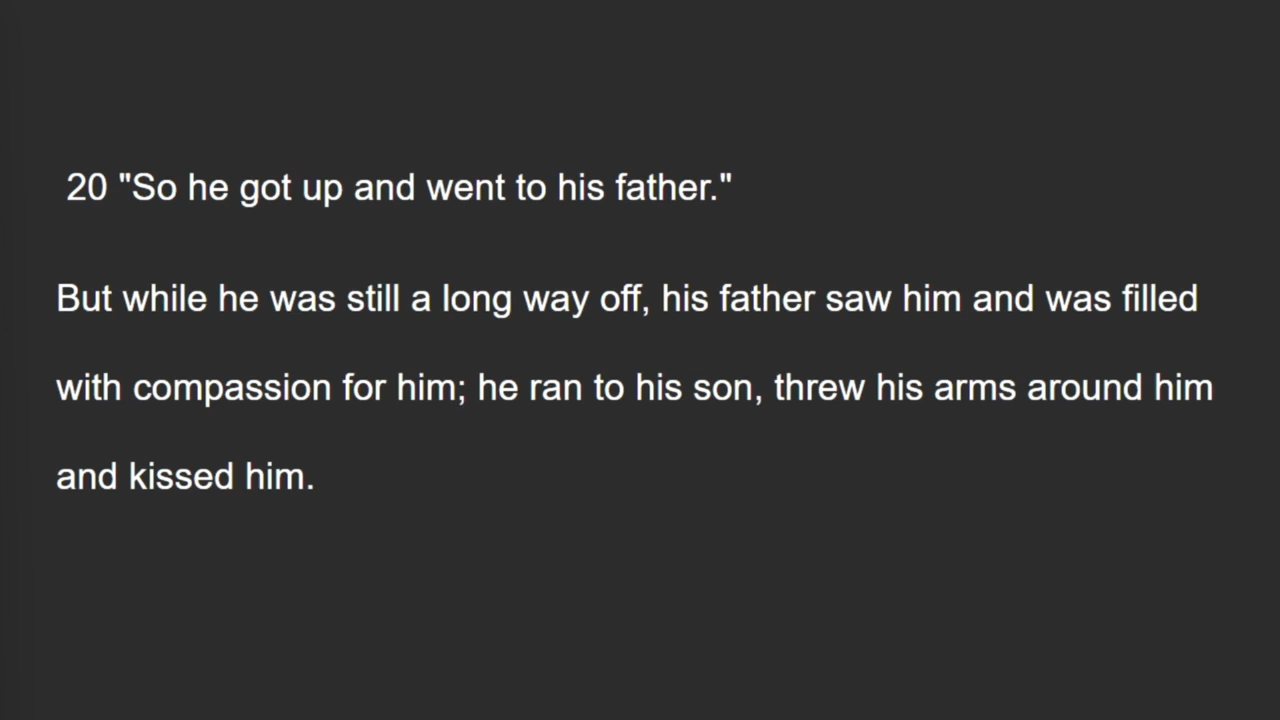 20 "So he got up and went to his father."
But while he was still a long way off, his father saw him and was filled
with compassion for him; he ran to his son, threw his arms around him
and kissed him.